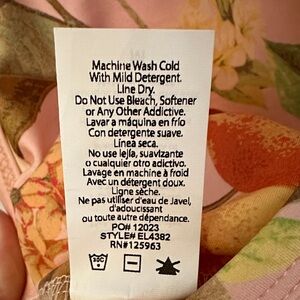 Machine Wash Cold
With Mild Detergent.
Line Dry.
Do Not Use Bleach, Softener
or Any Other Addictive.
Lavar a máquina en frío
Con detergente suave.
Línea seca.
No use lejía, suavizante
o cualquier otro adictivo.
Lavage en machine à froid
Avec un détergent doux.
Ligne sèche.
Ne pas utiliser d'eau de Javel,
d'adoucissant
ou toute autre dépendance.
PO# 12023
STYLE# EL4382
RN#125963